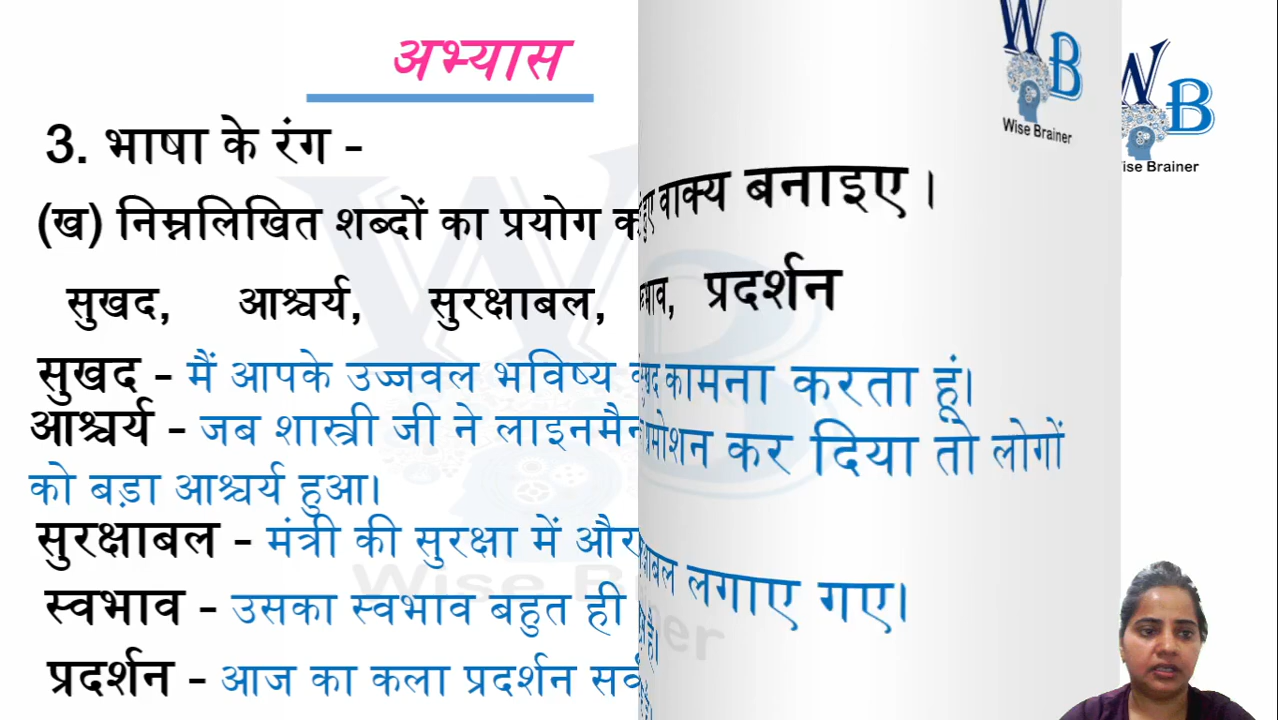 अभ्यास
W B
Wise Brainer
W B
ise Brainer
3. भाषा के रंग –
(ख) निम्नलिखित शब्दों का प्रयोग क हुए वाक्य बनाइए।
सुखद, आश्चर्य, सुरक्षाबल, भाव, प्रदर्शन
सुखद – मैं आपके उज्जवल भविष्य सुखद कामना करता हूं।
आश्चर्य – जब शास्त्री जी ने लाइनमैन प्रमोशन कर दिया तो लोगों
को बड़ा आश्चर्य हुआ।
सुरक्षाबल – मंत्री की सुरक्षा में और लगाए गए।
स्वभाव – उसका स्वभाव बहुत ही है।
प्रदर्शन – आज का कला प्रदर्शन
Wise B